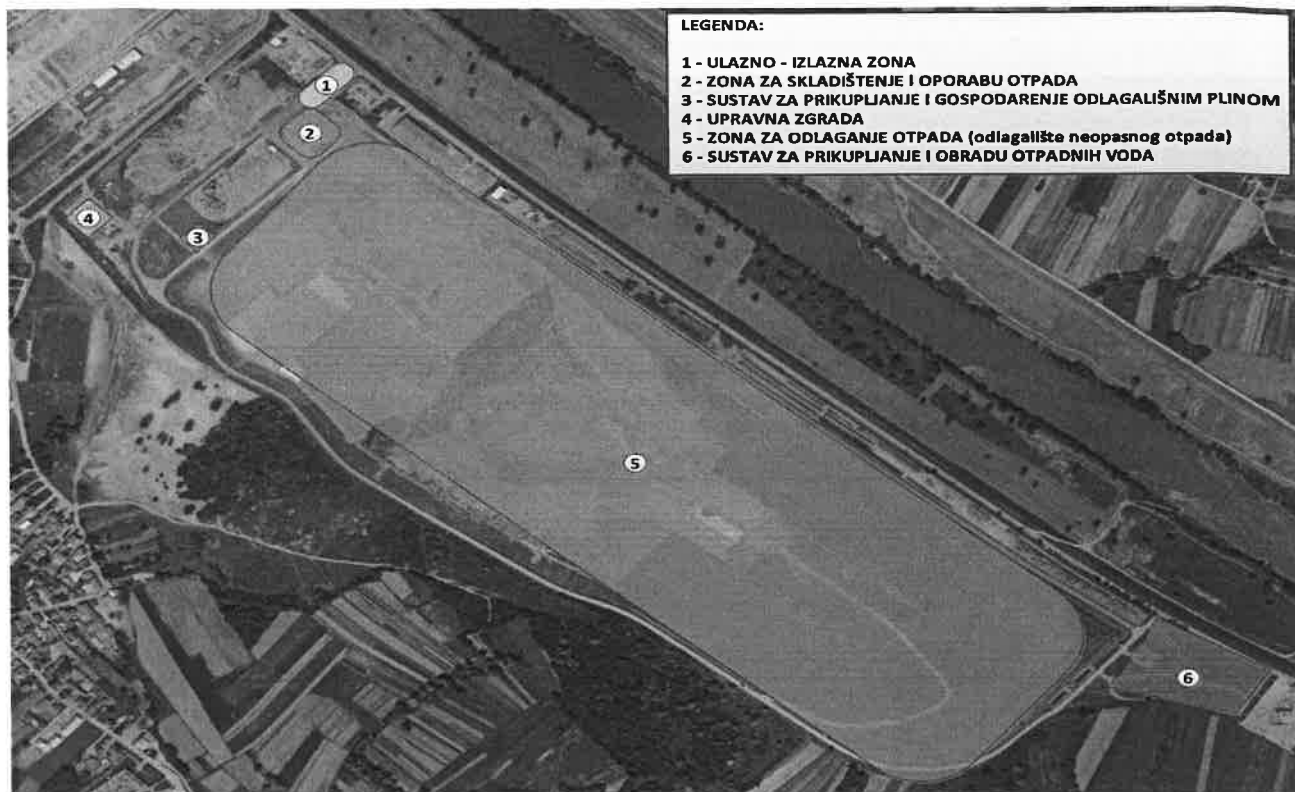 LEGENDA:
1 - ULAZNO - IZLAZNA ZONA
2 - ZONA ZA SKLADIŠTENJE I OPORABU OTPADA
3 - SUSTAV ZA PRIKUPLJANJE I GOSPODARENJE ODLAGALIŠNIM PLINOM
4 - UPRAVNA ZGRADA
5 - ZONA ZA ODLAGANJE OTPADA (odlagalište neopasnog otpada)
6 - SUSTAV ZA PRIKUPLJANJE I OBRADU OTPADNIH VODA
1
2
4
3
5
6